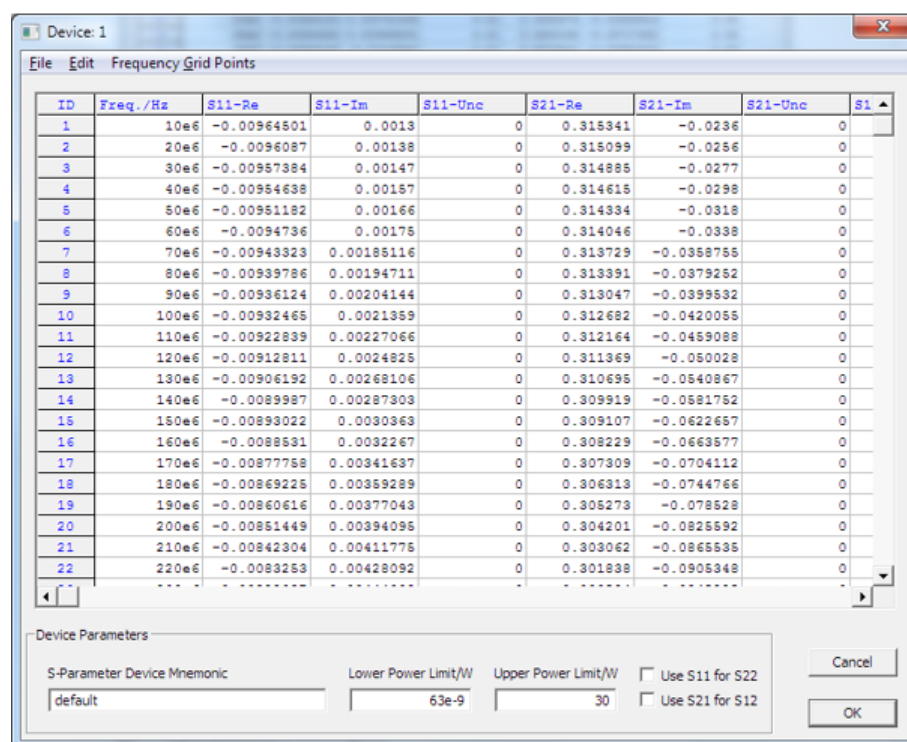 Device: 1
File Edit Frequency Grid Points
ID Freq./Hz S11-Re S11-Im S11-Unc S21-Re S21-Im S21-Unc S1
1 10e6 -0.00964501 0.0013 0 0.315341 -0.0236 0
2 20e6 -0.0096087 0.00138 0 0.315099 -0.0256 0
3 30e6 -0.00957384 0.00147 0 0.314885 -0.0277 0
4 40e6 -0.00954638 0.00157 0 0.314615 -0.0298 0
5 50e6 -0.00951182 0.00166 0 0.314334 -0.0318 0
6 60e6 -0.0094736 0.00175 0 0.314046 -0.0338 0
7 70e6 -0.00943323 0.00185116 0 0.313729 -0.0358755 0
8 80e6 -0.00939786 0.00194711 0 0.313391 -0.0379252 0
9 90e6 -0.00936124 0.00204144 0 0.313047 -0.0399532 0
10 100e6 -0.00932465 0.0021359 0 0.312682 -0.0420055 0
11 110e6 -0.00922839 0.00227066 0 0.312164 -0.0459088 0
12 120e6 -0.00912811 0.0024825 0 0.311369 -0.050028 0
13 130e6 -0.00906192 0.00268106 0 0.310695 -0.0540867 0
14 140e6 -0.0089987 0.00287303 0 0.309919 -0.0581752 0
15 150e6 -0.00893022 0.0030363 0 0.309107 -0.0622657 0
16 160e6 -0.0088531 0.0032267 0 0.308229 -0.0663577 0
17 170e6 -0.00877758 0.00341637 0 0.307309 -0.0704112 0
18 180e6 -0.00869225 0.00359289 0 0.306313 -0.0744766 0
19 190e6 -0.00860616 0.00377043 0 0.305273 -0.078528 0
20 200e6 -0.00851449 0.00394095 0 0.304201 -0.0825592 0
21 210e6 -0.00842304 0.00411775 0 0.303062 -0.0865535 0
22 220e6 -0.0083253 0.00428092 0 0.301838 -0.0905348 0
Device Parameters
S-Parameter Device Mnemonic Lower Power Limit/W Upper Power Limit/W Use S11 for S22 Cancel
default 63e-9 30 Use S21 for S12 OK